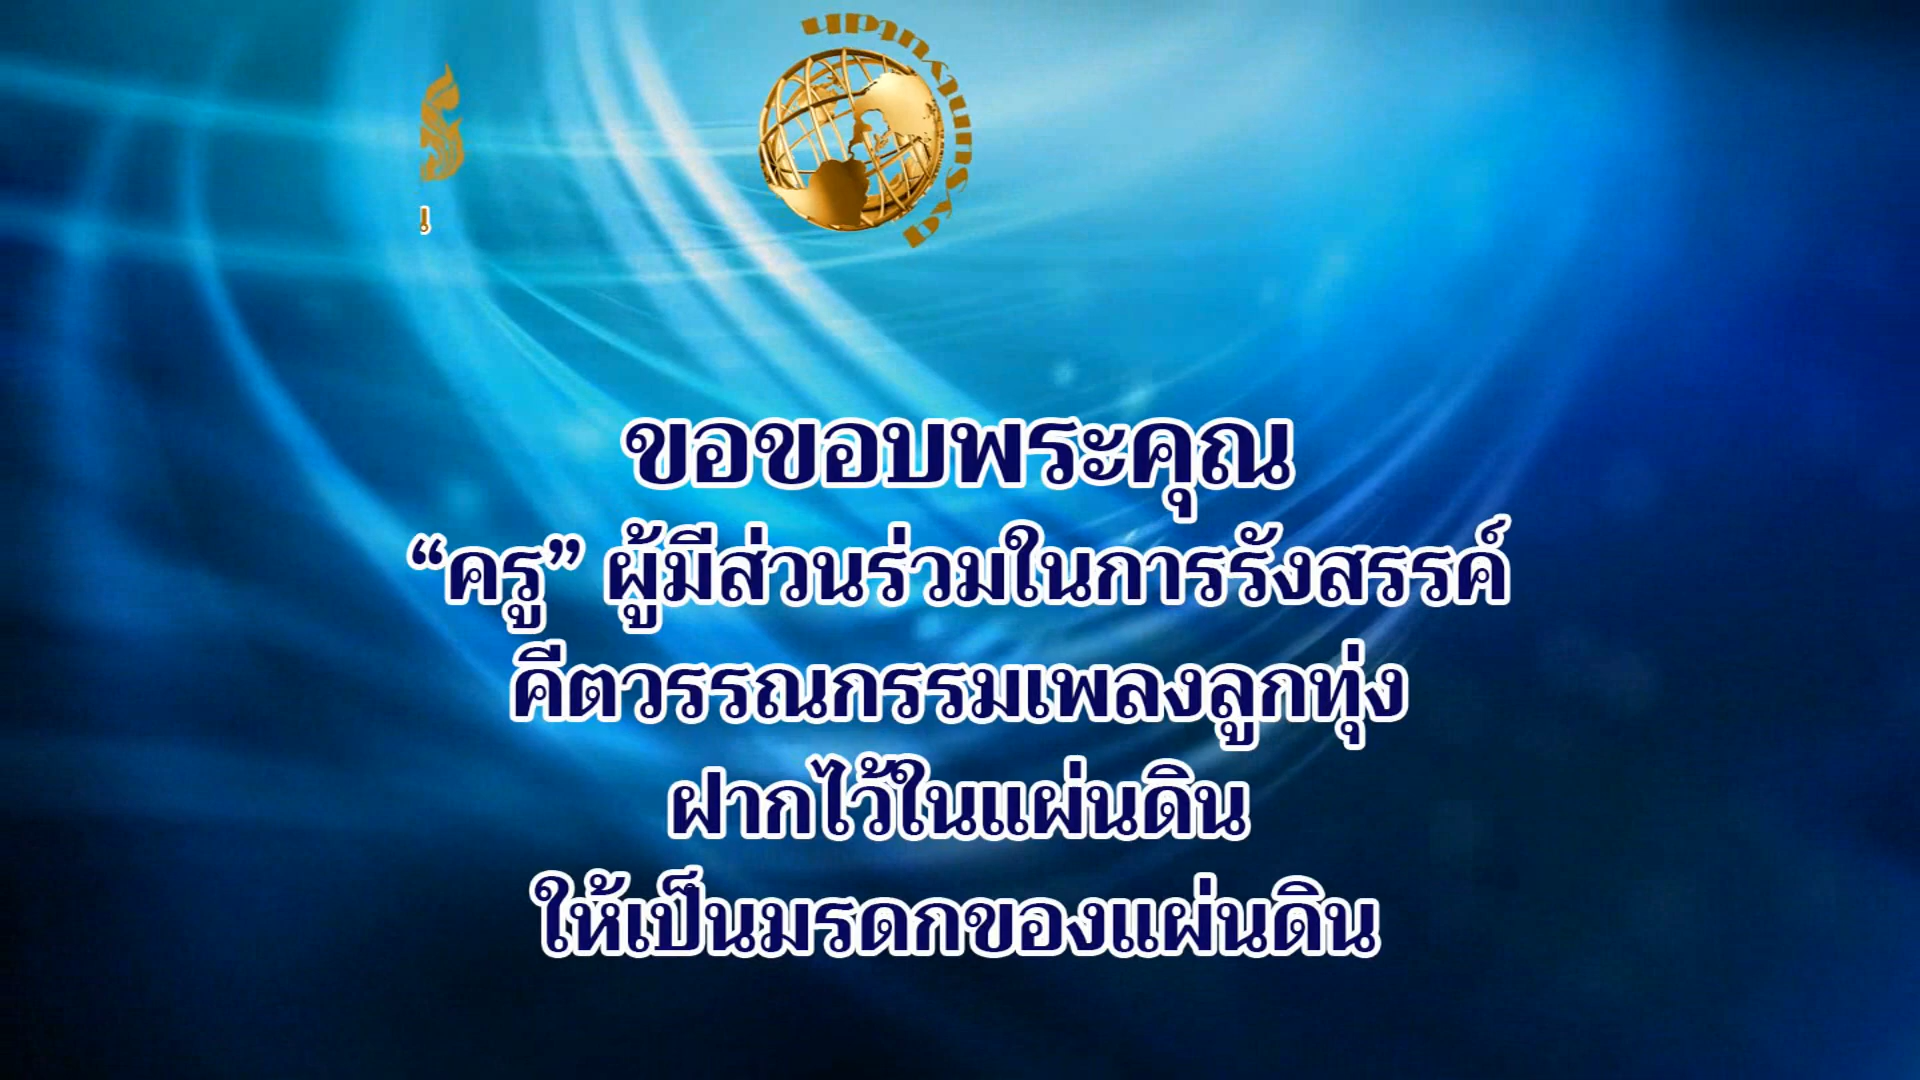 ขอขอบพระคุณ
“ครู” ผู้มีส่วนร่วมในการรังสรรค์
คีตวรรณกรรมเพลงลูกทุ่ง
ฝากไว้ในแผ่นดิน
ให้เป็นมรดกของแผ่นดิน